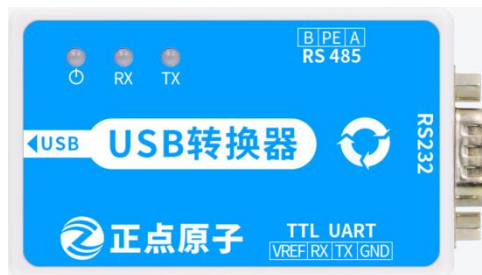 B PE A
RS 485
RX TX
RS232
USB
USB转换器
正点原子
TTL UART
VREF RX TX GND